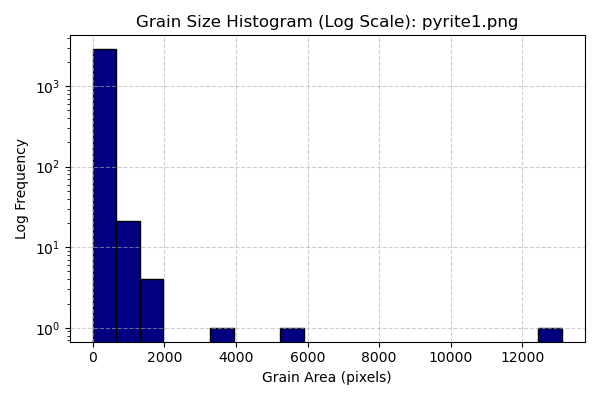 Grain Size Histogram (Log Scale): pyrite1.png
Log Frequency
10³
10²
10¹
10⁰
0 2000 4000 6000 8000 10000 12000
Grain Area (pixels)